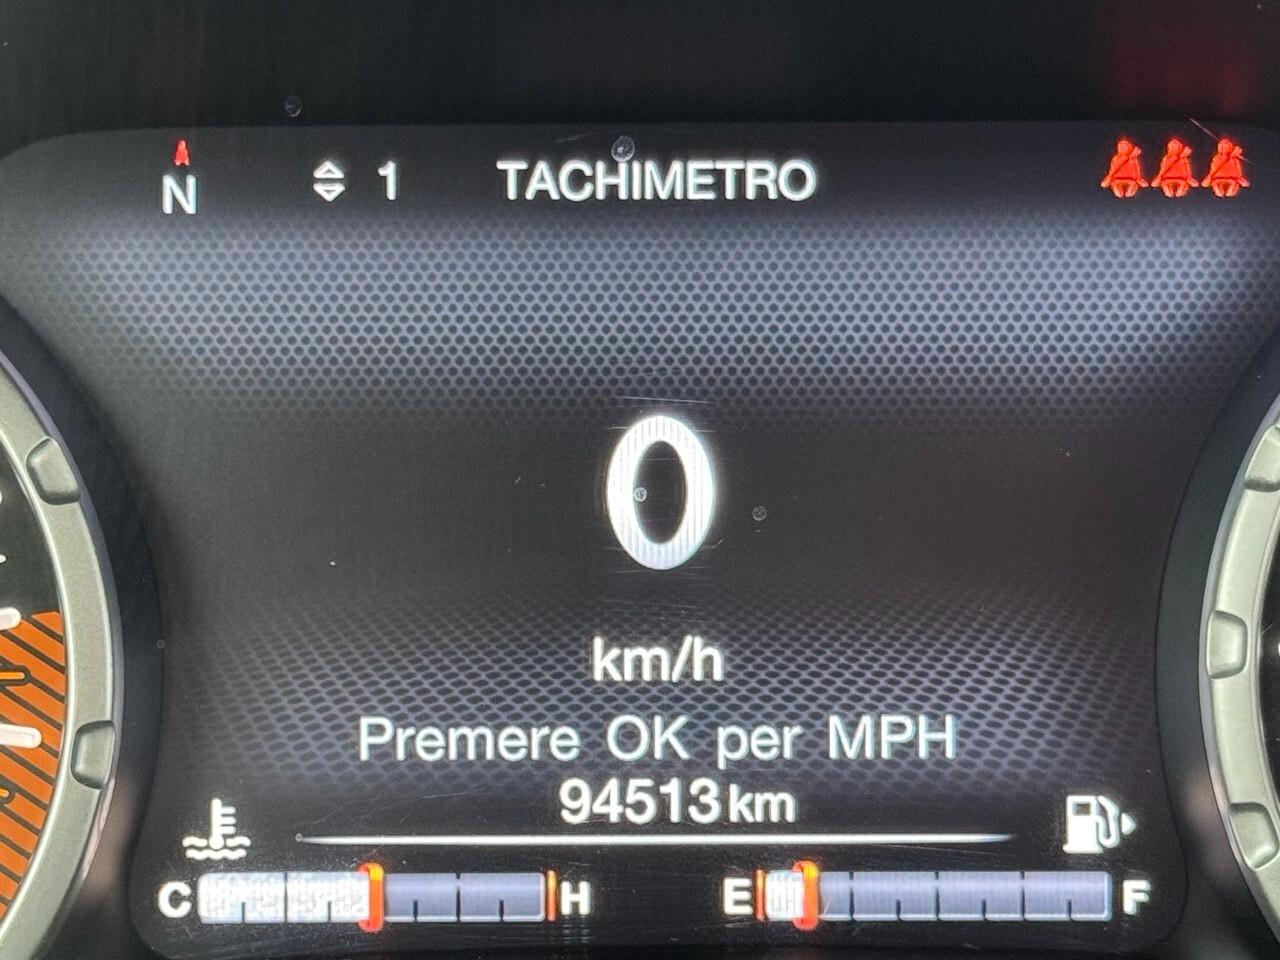 N 1 TACHIMETRO
0
km/h
Premere OK per MPH
94513 km
C H E F